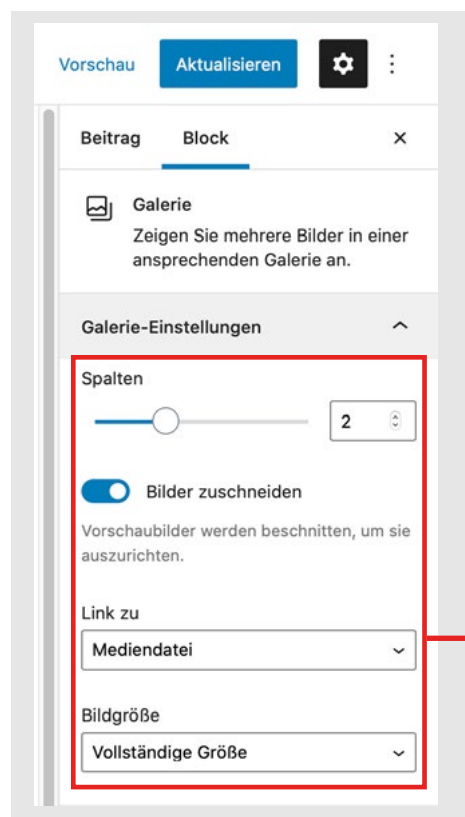 Vorschau Aktualisieren
Beitrag Block
Galerie
Zeigen Sie mehrere Bilder in einer
ansprechenden Galerie an.
Galerie-Einstellungen
Spalten
2
Bilder zuschneiden
Vorschaubilder werden beschnitten, um sie
auszurichten.
Link zu
Mediendatei
Bildgröße
Vollständige Größe